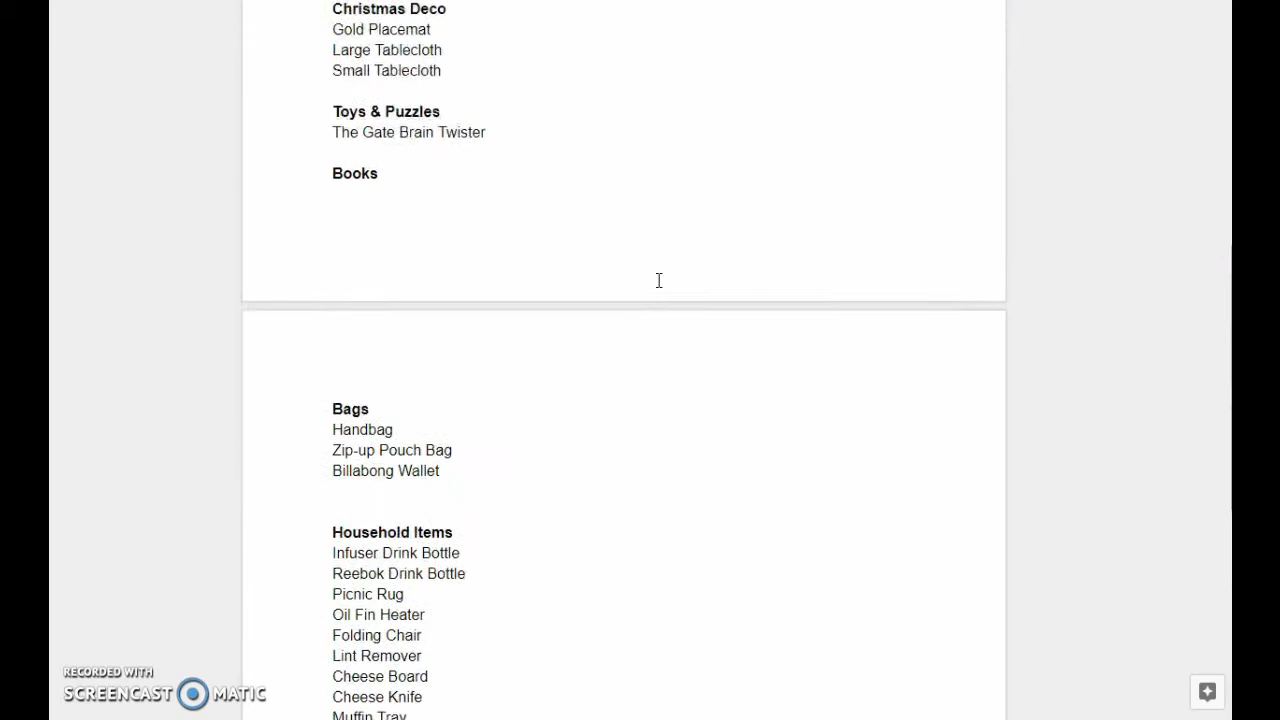 Christmas Deco
Gold Placemat
Large Tablecloth
Small Tablecloth
Toys & Puzzles
The Gate Brain Twister
Books
Bags
Handbag
Zip-up Pouch Bag
Billabong Wallet
Household Items
Infuser Drink Bottle
Reebok Drink Bottle
Picnic Rug
Oil Fin Heater
Folding Chair
Lint Remover
Cheese Board
Cheese Knife
Muffin Tray
RECORDED WITH
SCREENCAST MATIC